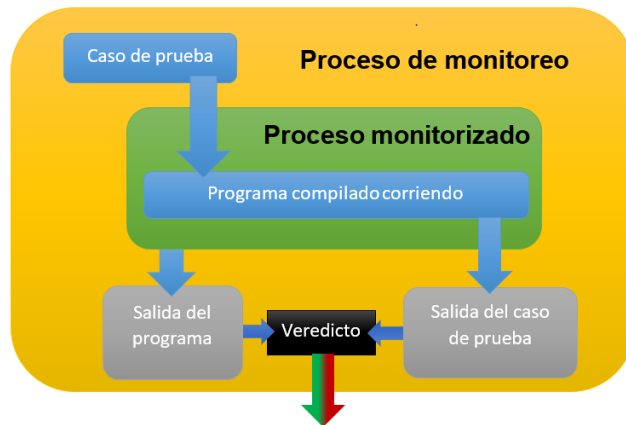 Caso de prueba
Proceso de monitoreo
Proceso monitorizado
Programa compilado corriendo
Salida del
programa
Veredicto
Salida del caso
de prueba